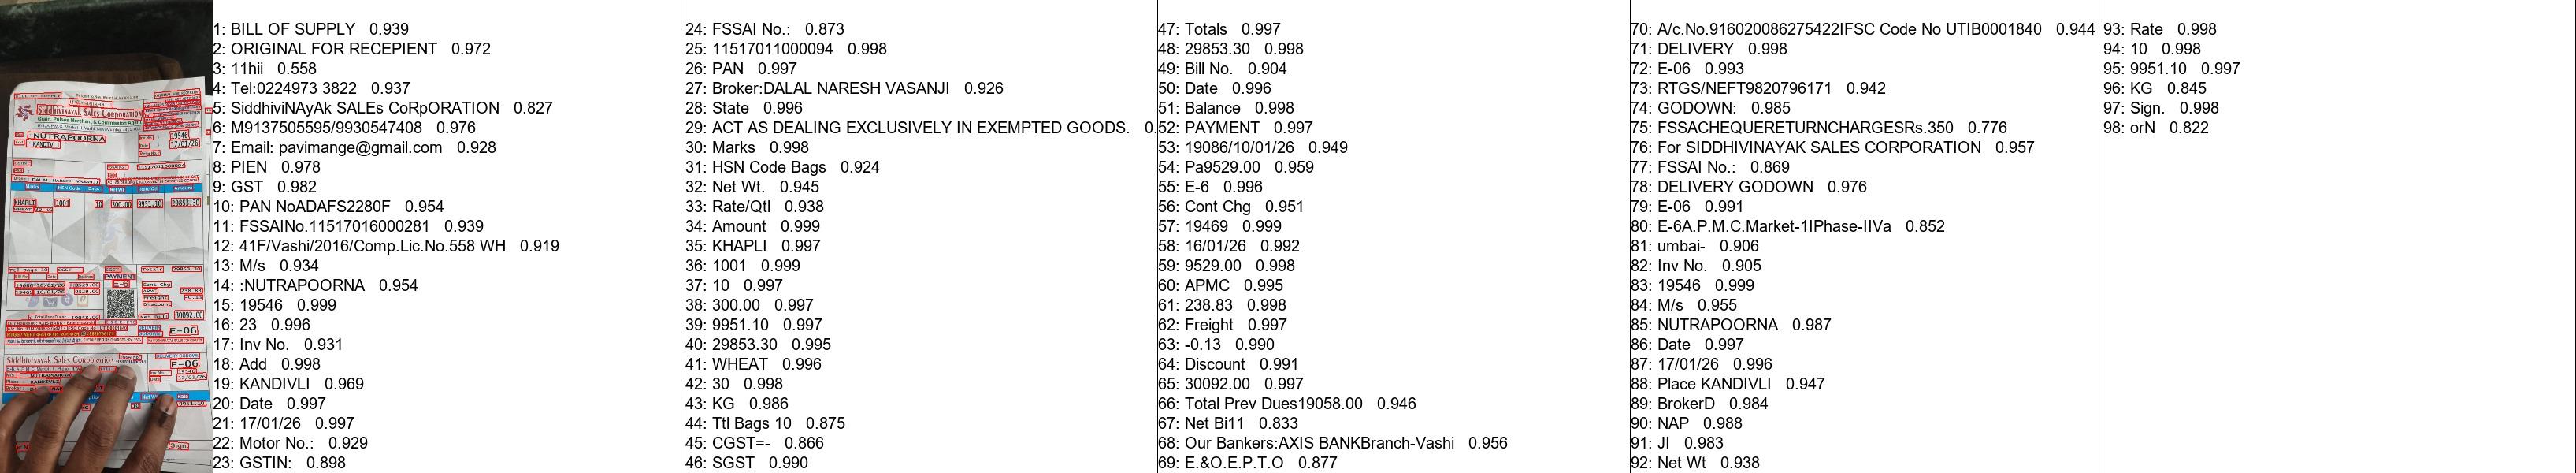 1: BILL OF SUPPLY 0.939
2: ORIGINAL FOR RECEPIENT 0.972
3: 11hii 0.558
4: Tel:0224973 3822 0.937
5: SiddhiviNAyAk SALEs CoRpORATION 0.827
6: M9137505595/9930547408 0.976
7: Email: pavimange@gmail.com 0.928
8: PIEN 0.978
9: GST 0.982
10: PAN NoADAFS2280F 0.954
11: FSSAINo.11517016000281 0.939
12: 41F/Vashi/2016/Comp.Lic.No.558 WH 0.919
13: M/s 0.934
14: :NUTRAPOORNA 0.954
15: 19546 0.999
16: 23 0.996
17: Inv No. 0.931
18: Add 0.998
19: KANDIVLI 0.969
20: Date 0.997
21: 17/01/26 0.997
22: Motor No.: 0.929
23: GSTIN: 0.898
24: FSSAI No.: 0.873
25: 11517011000094 0.998
26: PAN 0.997
27: Broker:DALAL NARESH VASANJI 0.926
28: State 0.996
29: ACT AS DEALING EXCLUSIVELY IN EXEMPTED GOODS. 0.
30: Marks 0.998
31: HSN Code Bags 0.924
32: Net Wt. 0.945
33: Rate/Qtl 0.938
34: Amount 0.999
35: KHAPLI 0.997
36: 1001 0.999
37: 10 0.997
38: 300.00 0.997
39: 9951.10 0.997
40: 29853.30 0.995
41: WHEAT 0.996
42: 30 0.998
43: KG 0.986
44: Ttl Bags 10 0.875
45: CGST=- 0.866
46: SGST 0.990
47: Totals 0.997
48: 29853.30 0.998
49: Bill No. 0.904
50: Date 0.996
51: Balance 0.998
52: PAYMENT 0.997
53: 19086/10/01/26 0.949
54: Pa9529.00 0.959
55: E-6 0.996
56: Cont Chg 0.951
57: 19469 0.999
58: 16/01/26 0.992
59: 9529.00 0.998
60: APMC 0.995
61: 238.83 0.998
62: Freight 0.997
63: -0.13 0.990
64: Discount 0.991
65: 30092.00 0.997
66: Total Prev Dues19058.00 0.946
67: Net Bi11 0.833
68: Our Bankers:AXIS BANKBranch-Vashi 0.956
69: E.&O.E.P.T.O 0.877
70: A/c.No.916020086275422IFSC Code No UTIB0001840 0.944
71: DELIVERY 0.998
72: E-06 0.993
73: RTGS/NEFT9820796171 0.942
74: GODOWN: 0.985
75: FSSACHEQUERETURNCHARGESRs.350 0.776
76: For SIDDHIVINAYAK SALES CORPORATION 0.957
77: FSSAI No.: 0.869
78: DELIVERY GODOWN 0.976
79: E-06 0.991
80: E-6A.P.M.C.Market-1IPhase-IIVa 0.852
81: umbai- 0.906
82: Inv No. 0.905
83: 19546 0.999
84: M/s 0.955
85: NUTRAPOORNA 0.987
86: Date 0.997
87: 17/01/26 0.996
88: Place KANDIVLI 0.947
89: BrokerD 0.984
90: NAP 0.988
91: JI 0.983
92: Net Wt 0.938
93: Rate 0.998
94: 10 0.998
95: 9951.10 0.997
96: KG 0.845
97: Sign. 0.998
98: orN 0.822